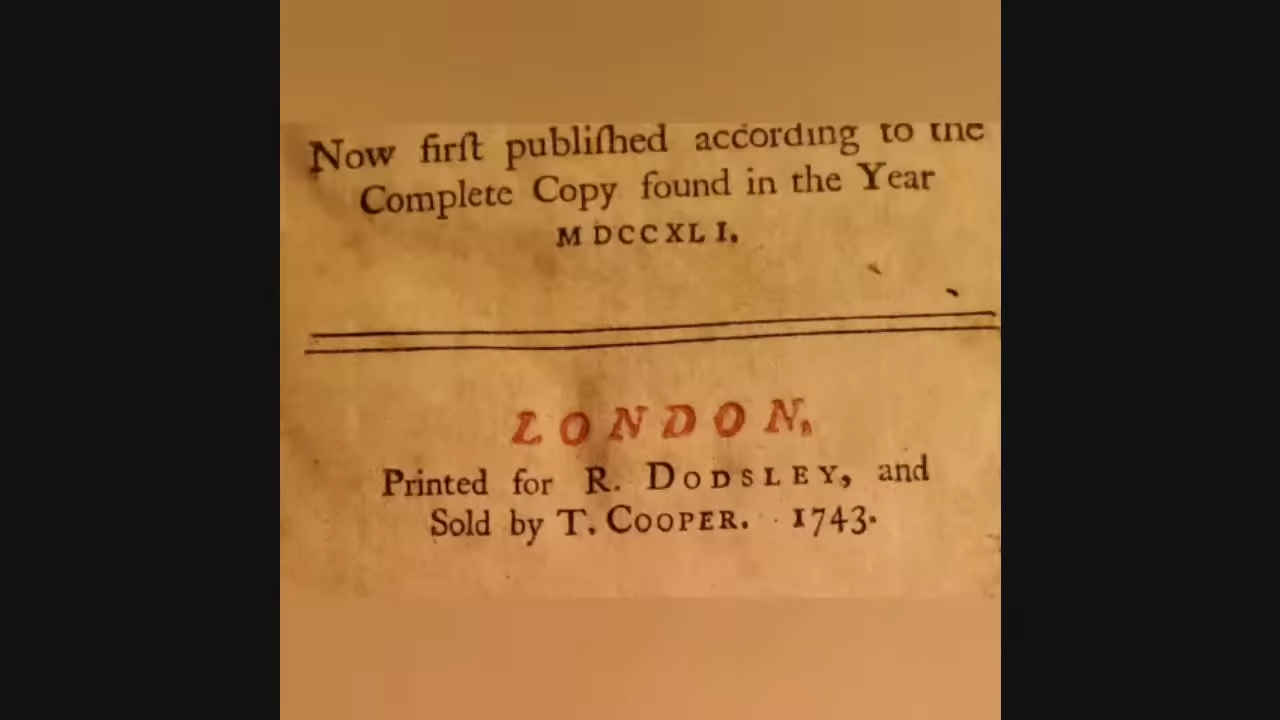 Now firſt publiſhed according to the
Complete Copy found in the Year
MDCCXLI.
LONDON,
Printed for R. DODSLEY, and
Sold by T. COOPER. 1743.